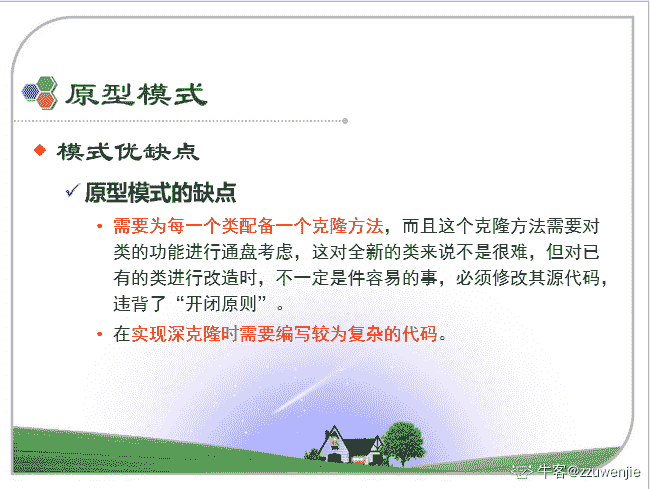 原型模式
模式优缺点
原型模式的缺点
需要为每一个类配备一个克隆方法，而且这个克隆方法需要对
类的功能进行通盘考虑，这对全新的类来说不是很难，但对已
有的类进行改造时，不一定是件容易的事，必须修改其源代码，
违背了“开闭原则”。
在实现深克隆时需要编写较为复杂的代码。
牛客@zzuwenjie